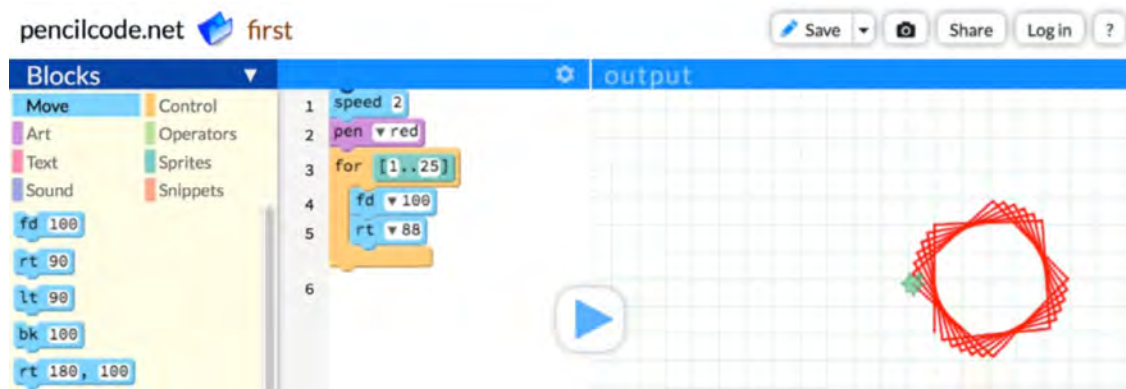 pencilcode.net first
Save Share Log in ?
Blocks ▼
output
Move Control
Art Operators
Text Sprites
Sound Snippets
fd 100
rt 90
lt 90
bk 100
rt 180, 100
1 speed 2
2 pen ▼ red
3 for [1..25]
4 fd ▼ 100
5 rt ▼ 88
6